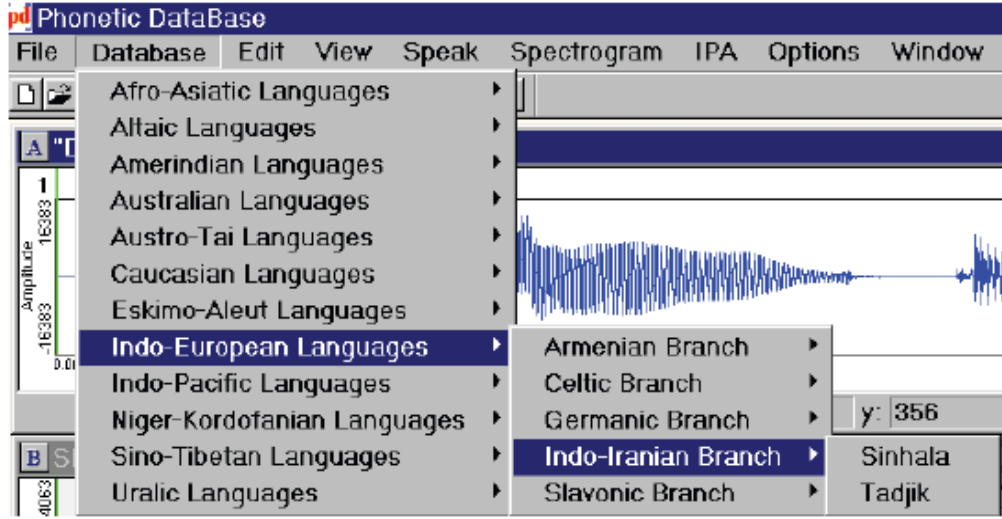 pd Phonetic DataBase
File Database Edit View Speak Spectrogram IPA Options Window
Afro-Asiatic Languages
Altaic Languages
A
Amerindian Languages
1
Australian Languages
16383
Austro-Tai Languages
Amplitude
Caucasian Languages
Eskimo-Aleut Languages
-16383
Indo-European Languages Armenian Branch
Indo-Pacific Languages Celtic Branch
Niger-Kordofanian Languages Germanic Branch y: 356
B Sino-Tibetan Languages Indo-Iranian Branch Sinhala
4063 Uralic Languages Slavonic Branch Tadjik